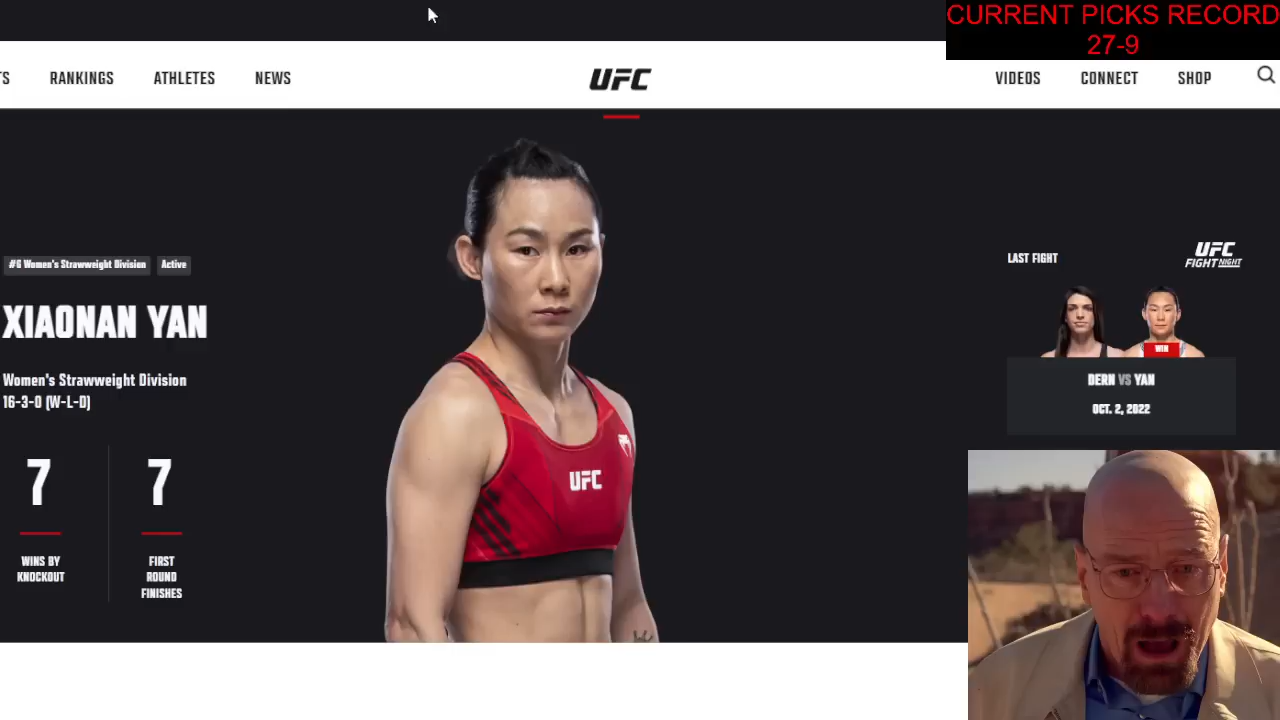 CURRENT PICKS RECORD
27-9
RANKINGS
ATHLETES
NEWS
UFC
VIDEOS
CONNECT
SHOP
#6 Women's Strawweight Division
Active
XIAONAN YAN
Women's Strawweight Division
16-3-0 (W-L-D)
7
WINS BY
KNOCKOUT
7
FIRST
ROUND
FINISHES
UFC
LAST FIGHT
UFC
FIGHT NIGHT
WIN
DERN VS YAN
OCT. 2, 2022